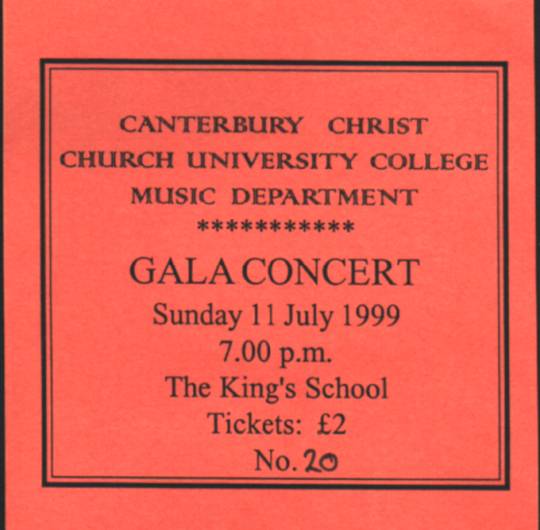 CANTERBURY CHRIST
CHURCH UNIVERSITY COLLEGE
MUSIC DEPARTMENT
***********
GALA CONCERT
Sunday 11 July 1999
7.00 p.m.
The King's School
Tickets: £2
No. 20